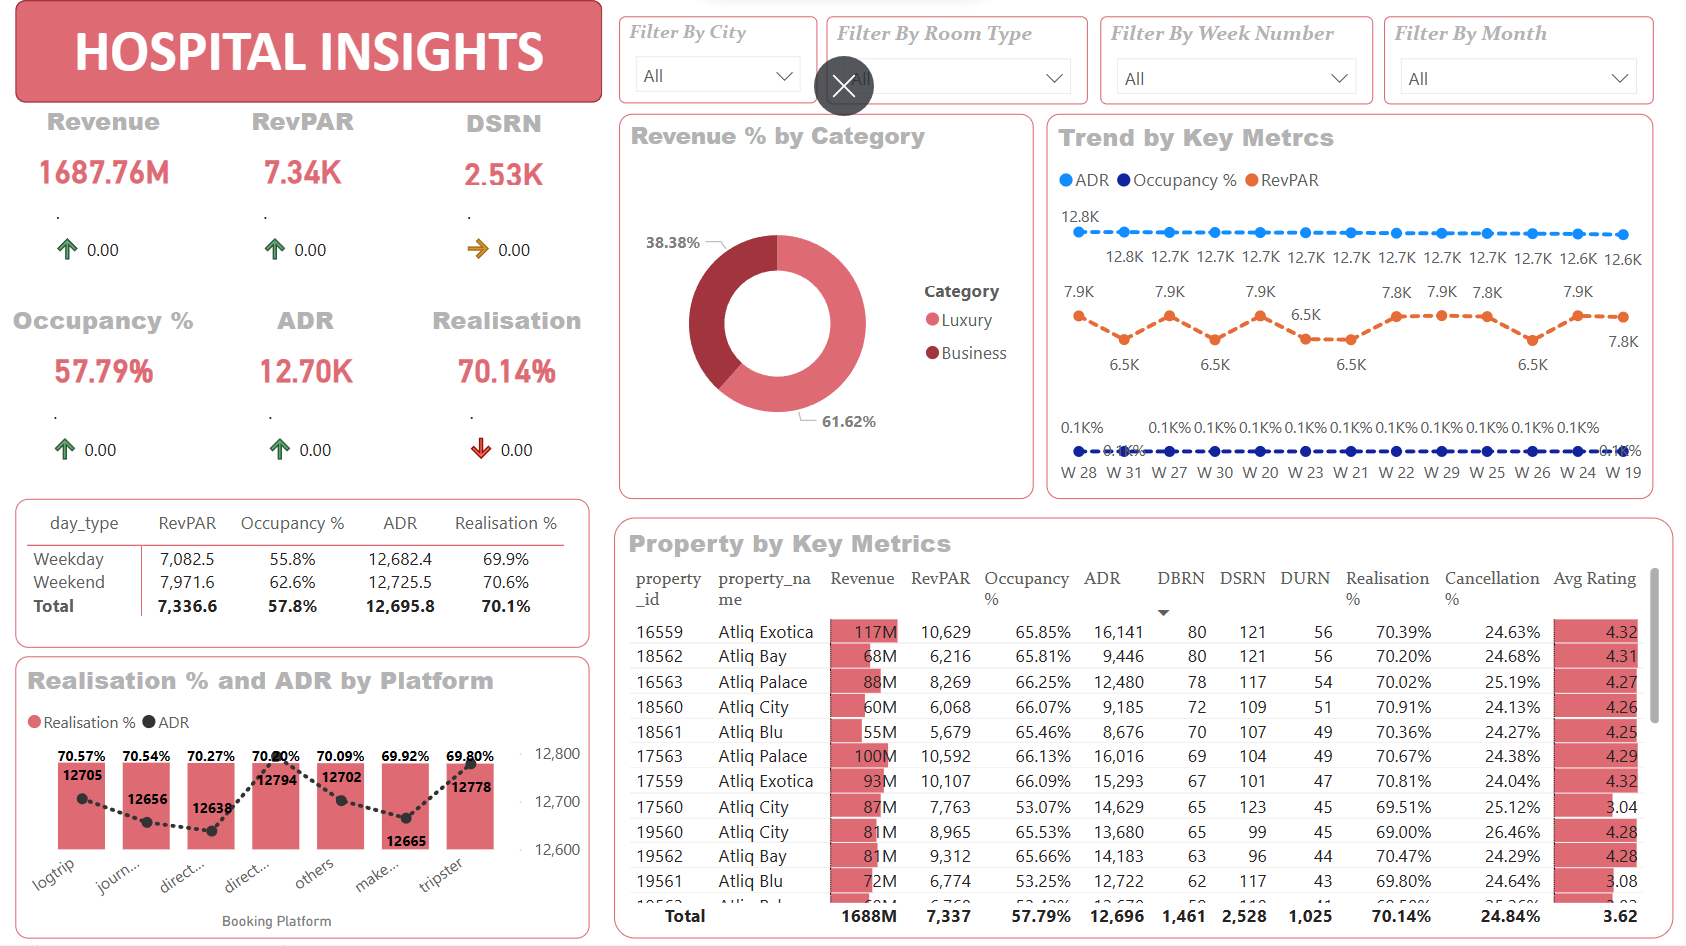 HOSPITAL INSIGHTS
Filter By City
All
Filter By Room Type
All
Filter By Week Number
All
Filter By Month
All
Revenue
1687.76M
.
0.00
RevPAR
7.34K
.
0.00
DSRN
2.53K
.
0.00
Occupancy %
57.79%
.
0.00
ADR
12.70K
.
0.00
Realisation
70.14%
.
0.00
Revenue % by Category
38.38%
61.62%
Category
Luxury
Business
Trend by Key Metrcs
ADR Occupancy % RevPAR
12.8K
12.8K 12.7K 12.7K 12.7K 12.7K 12.7K 12.7K 12.7K 12.7K 12.7K 12.6K 12.6K
7.9K 7.9K 7.9K 7.8K 7.9K 7.8K 7.9K
6.5K
7.8K
6.5K 6.5K 6.5K 6.5K
0.1K% 0.1K% 0.1K% 0.1K% 0.1K% 0.1K% 0.1K% 0.1K% 0.1K% 0.1K% 0.1K%
0.1K% 0.1K%
W 28 W 31 W 27 W 30 W 20 W 23 W 21 W 22 W 29 W 25 W 26 W 24 W 19
day_type RevPAR Occupancy % ADR Realisation %
Weekday 7,082.5 55.8% 12,682.4 69.9%
Weekend 7,971.6 62.6% 12,725.5 70.6%
Total 7,336.6 57.8% 12,695.8 70.1%
Realisation % and ADR by Platform
Realisation % ADR
70.57% 70.54% 70.27% 70.20% 70.09% 69.92% 69.80%
12705 12656 12638 12794 12702 12665 12778
12,800
12,700
12,600
logtrip journ... direct... direct... others make... tripster
Booking Platform
Property by Key Metrics
property_id property_name Revenue RevPAR Occupancy % ADR DBRN DSRN DURN Realisation % Cancellation % Avg Rating
16559 Atliq Exotica 117M 10,629 65.85% 16,141 80 121 56 70.39% 24.63% 4.32
18562 Atliq Bay 68M 6,216 65.81% 9,446 80 121 56 70.20% 24.68% 4.31
16563 Atliq Palace 88M 8,269 66.25% 12,480 78 117 54 70.02% 25.19% 4.27
18560 Atliq City 60M 6,068 66.07% 9,185 72 109 51 70.91% 24.13% 4.26
18561 Atliq Blu 55M 5,679 65.46% 8,676 70 107 49 70.36% 24.27% 4.25
17563 Atliq Palace 100M 10,592 66.13% 16,016 69 104 49 70.67% 24.38% 4.29
17559 Atliq Exotica 93M 10,107 66.09% 15,293 67 101 47 70.81% 24.04% 4.32
17560 Atliq City 87M 7,763 53.07% 14,629 65 123 45 69.51% 25.12% 3.04
19560 Atliq City 81M 8,965 65.53% 13,680 65 99 45 69.00% 26.46% 4.28
19562 Atliq Bay 81M 9,312 65.66% 14,183 63 96 44 70.47% 24.29% 4.28
19561 Atliq Blu 72M 6,774 53.25% 12,722 62 117 43 69.80% 24.64% 3.08
Total 1688M 7,337 57.79% 12,696 1,461 2,528 1,025 70.14% 24.84% 3.62